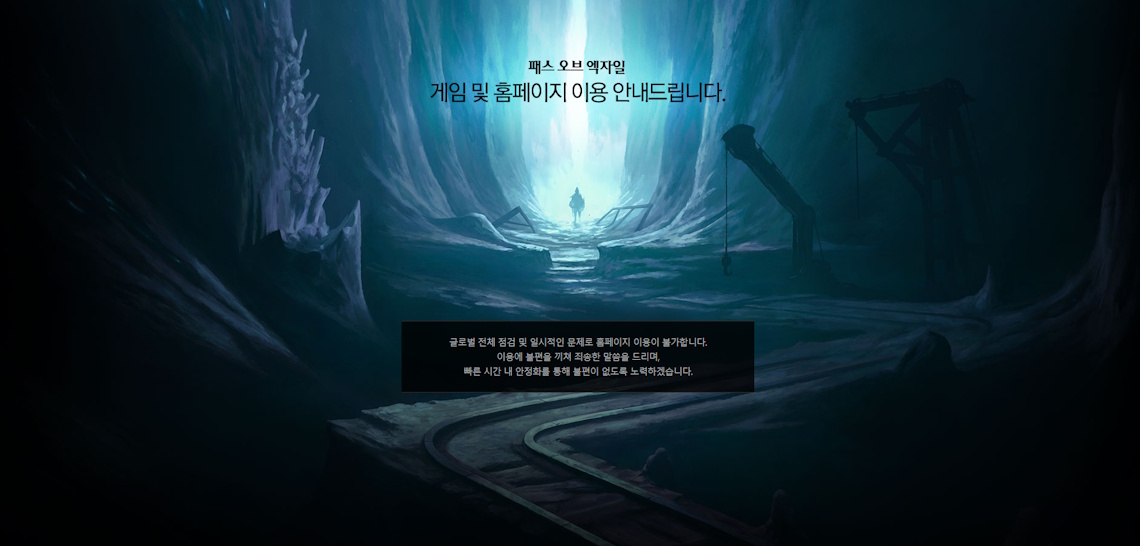 패스 오브 엑자일
게임 및 홈페이지 이용 안내드립니다.
글로벌 전체 점검 및 일시적인 문제로 홈페이지 이용이 불가합니다.
이용에 불편을 끼쳐 죄송한 말씀을 드리며,
빠른 시간 내 안정화를 통해 불편이 없도록 노력하겠습니다.